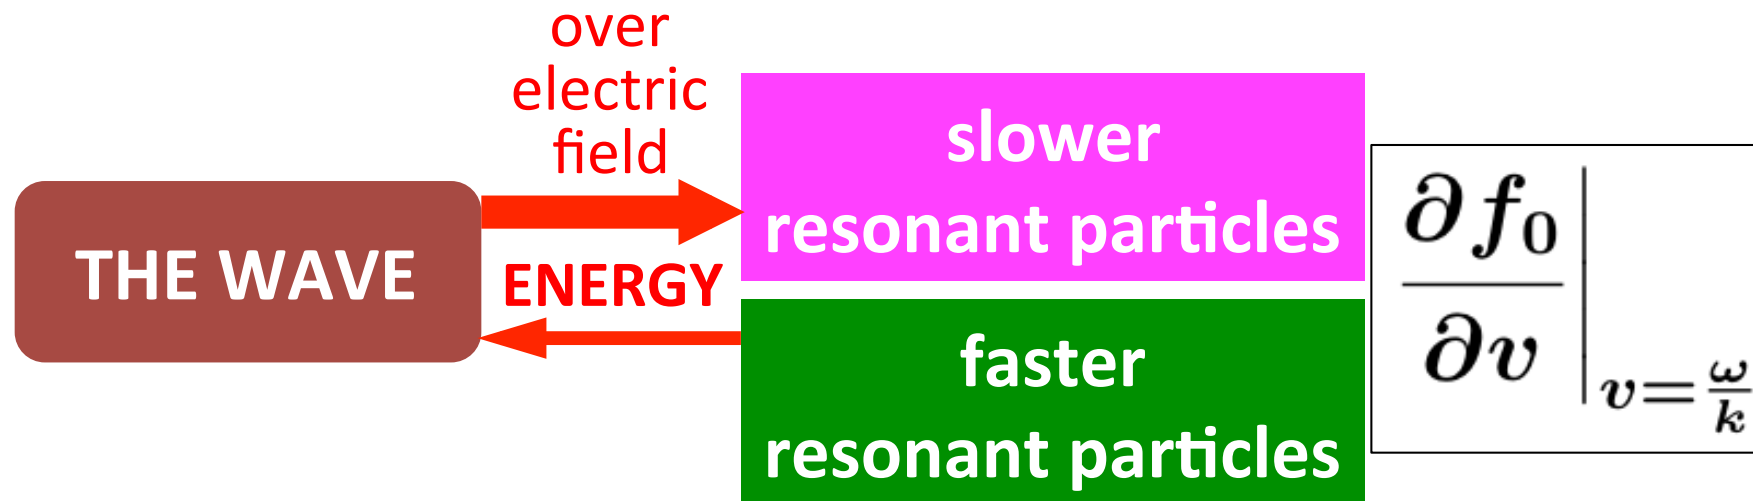 over
electric
field
THE WAVE
ENERGY
slower
resonant particles
faster
resonant particles
∂f₀
∂v
v=ω/k